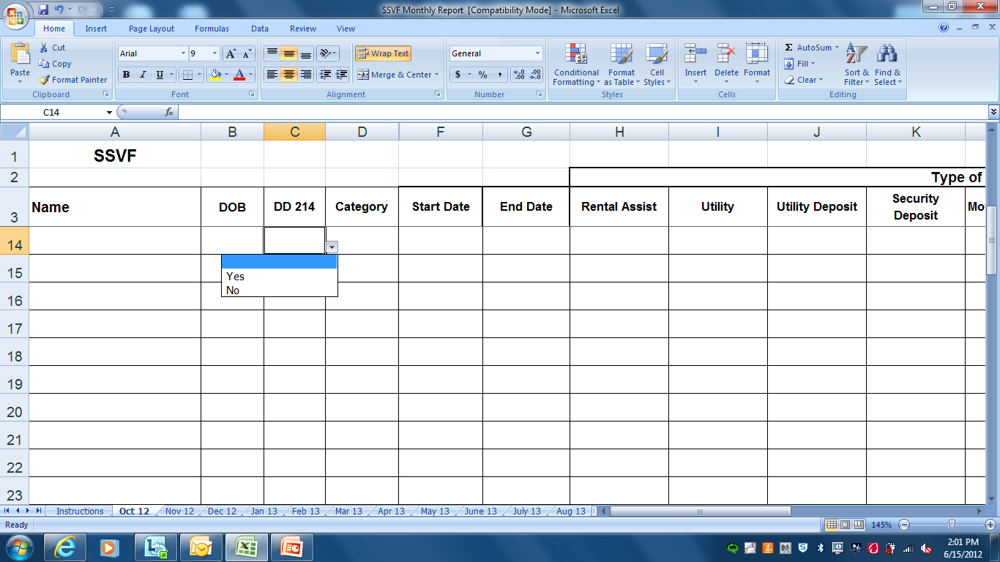 SSVF Monthly Report [Compatibility Mode] - Microsoft Excel
Home Insert Page Layout Formulas Data Review View
Paste
Cut
Copy
Format Painter
Clipboard
Arial 9
B I U
Font
Wrap Text
Merge & Center
Alignment
General
$ % ,
Number
Conditional Formatting
Format as Table
Cell Styles
Styles
Insert Delete Format
Cells
Σ AutoSum
Fill
Clear
Sort & Filter
Find & Select
Editing
C14 fx
A B C D F G H I J K
1 SSVF
2 Type of
3 Name DOB DD 214 Category Start Date End Date Rental Assist Utility Utility Deposit Security Deposit Mo
14
15
Yes
16
No
17
18
19
20
21
22
23
Instructions Oct 12 Nov 12 Dec 12 Jan 13 Feb 13 Mar 13 Apr 13 May 13 June 13 July 13 Aug 13
Ready 145%
2:01 PM
6/15/2012